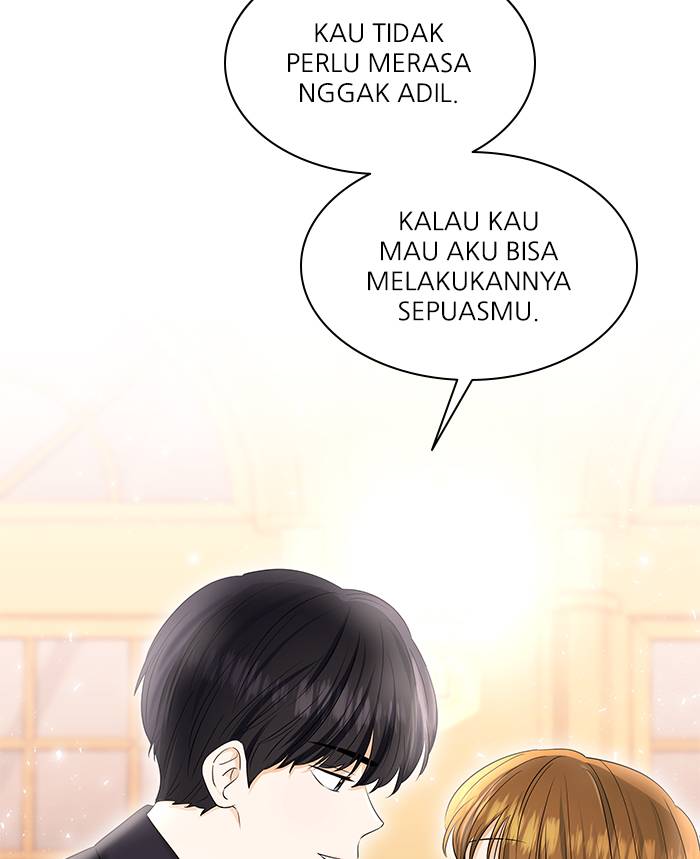 KAU TIDAK
PERLU MERASA
NGGAK ADIL.
KALAU KAU
MAU AKU BISA
MELAKUKANNYA
SEPUASMU.